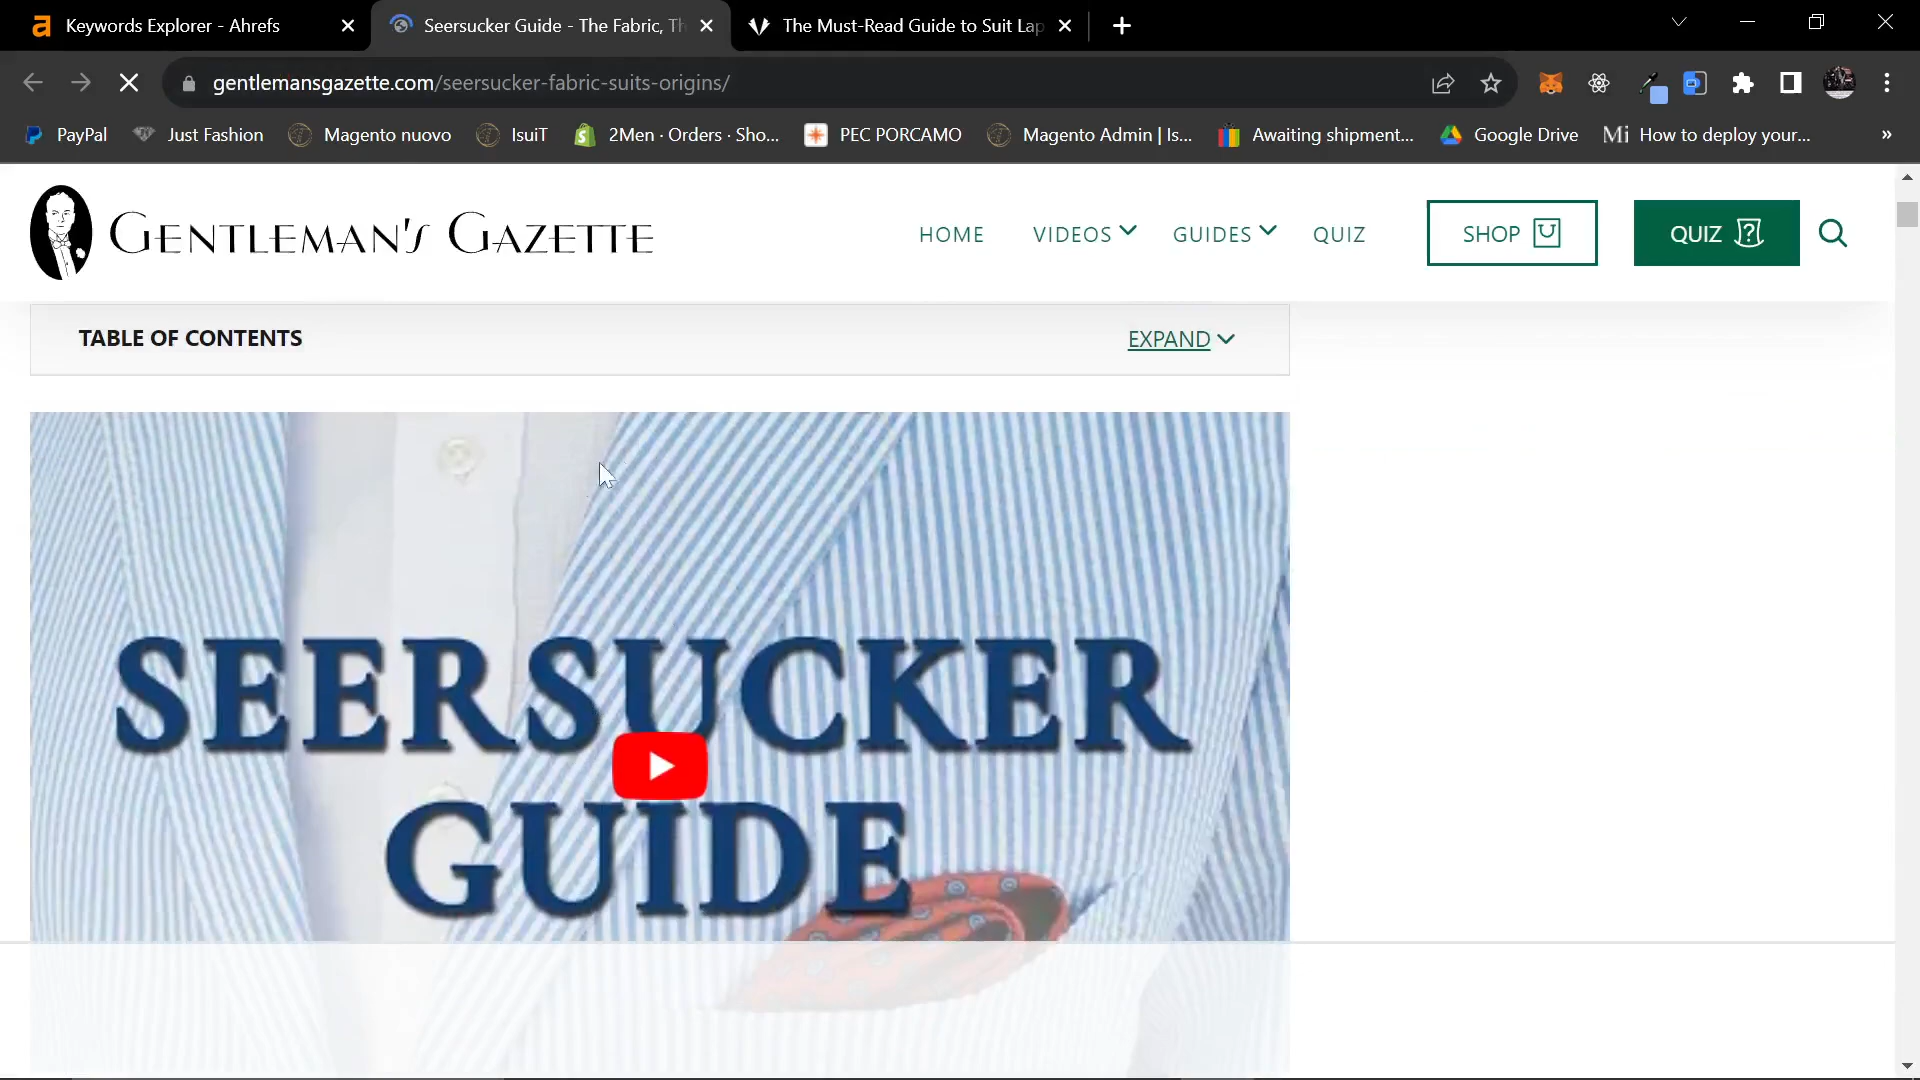 Keywords Explorer - Ahrefs
Seersucker Guide - The Fabric, Th
The Must-Read Guide to Suit Lap
gentlemansgazette.com/seersucker-fabric-suits-origins/
PayPal
Just Fashion
Magento nuovo
IsuiT
2Men · Orders · Sho...
PEC PORCAMO
Magento Admin | Is...
Awaiting shipment...
Google Drive
Mi How to deploy your...
»
GENTLEMAN'S GAZETTE
HOME
VIDEOS
GUIDES
QUIZ
SHOP
QUIZ
TABLE OF CONTENTS
EXPAND
SEERSUCKER
GUIDE